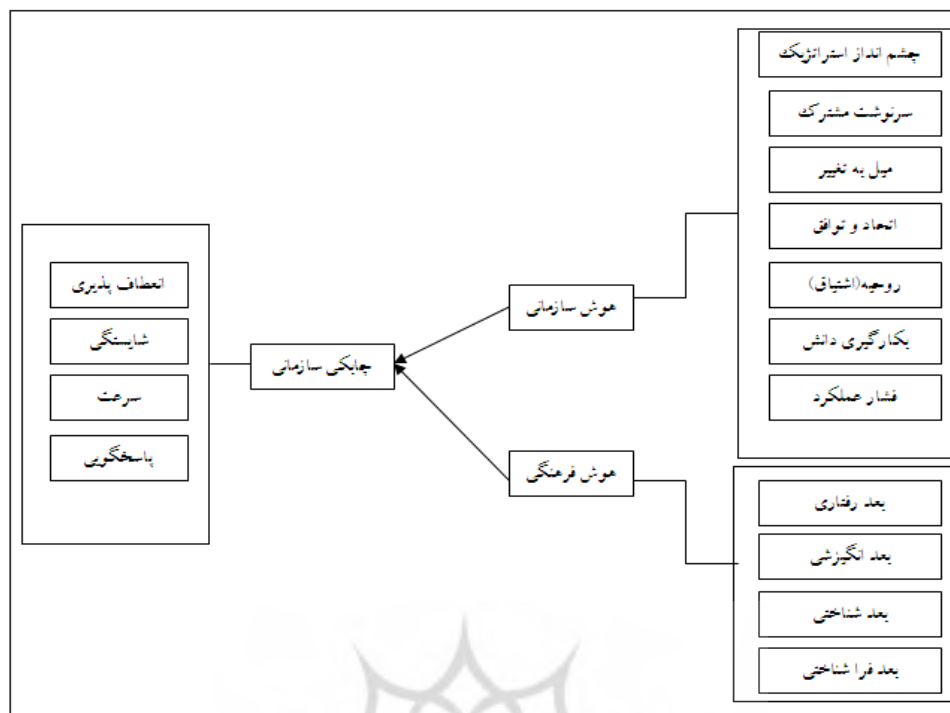 چشم انداز استراتژیک
سرنوشت مشترک
میل به تغییر
اتحاد و توافق
روحیه(اشتیاق)
بکارگیری دانش
فشار عملکرد
هوش سازمانی
هوش فرهنگی
بعد رفتاری
بعد انگیزشی
بعد شناختی
بعد فرا شناختی
چابکی سازمانی
انعطاف پذیری
شایستگی
سرعت
پاسخگویی